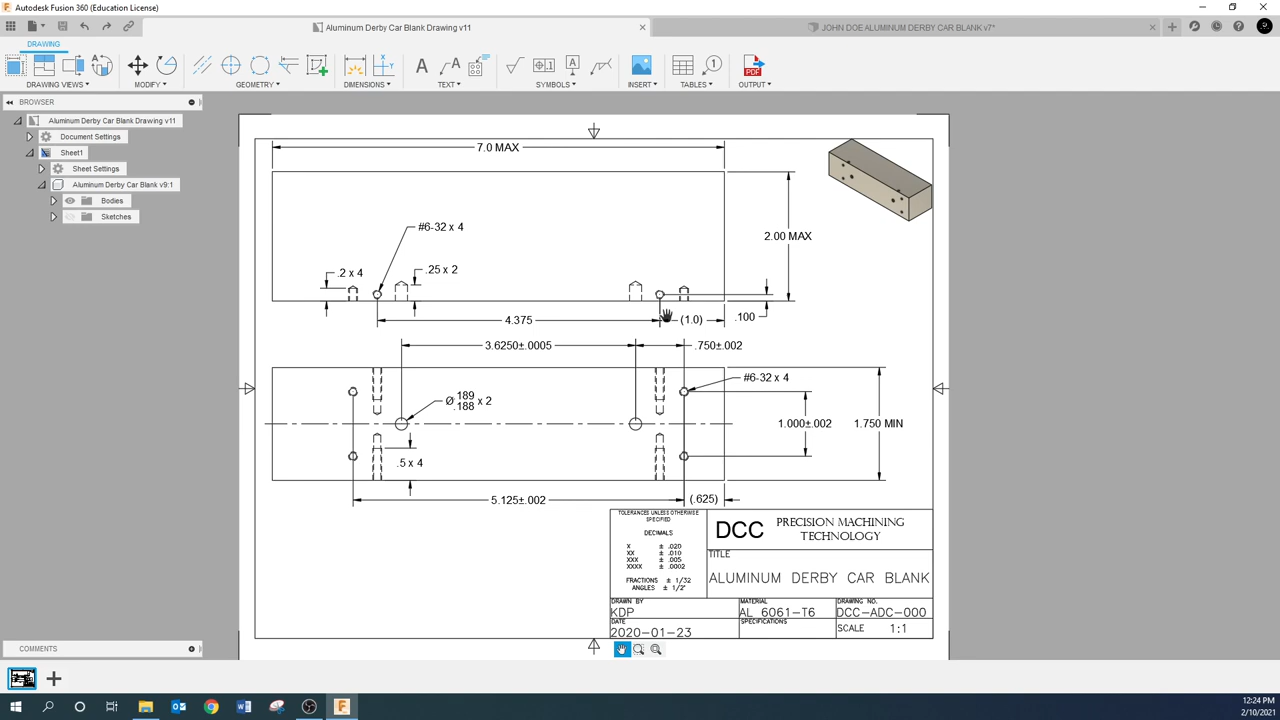 Autodesk Fusion 360 (Education License)
Aluminum Derby Car Blank Drawing v11
JOHN DOE ALUMINUM DERBY CAR BLANK v7*
DRAWING
DRAWING VIEWS
MODIFY
GEOMETRY
DIMENSIONS
TEXT
SYMBOLS
INSERT
TABLES
PDF
OUTPUT
BROWSER
Aluminum Derby Car Blank Drawing v11
Document Settings
Sheet1
Sheet Settings
Aluminum Derby Car Blank v9:1
Bodies
Sketches
7.0 MAX
#6-32 x 4
2.00 MAX
.2 x 4
.25 x 2
4.375
(1.0)
.100
3.6250±.0005
.750±.002
#6-32 x 4
Ø .189 .188 x 2
1.000±.002
1.750 MIN
.5 x 4
5.125±.002
(.625)
TOLERANCES UNLESS OTHERWISE
SPECIFIED
DECIMALS
X ± .020
XX ± .010
XXX ± .005
XXXX ± .0002
FRACTIONS ± 1/32
ANGLES ± 1/2°
DCC
PRECISION MACHINING
TECHNOLOGY
TITLE
ALUMINUM DERBY CAR BLANK
DRAWN BY
KDP
MATERIAL
AL 6061-T6
DRAWING NO.
DCC-ADC-000
DATE
2020-01-23
SPECIFICATIONS
SCALE 1:1
COMMENTS
12:24 PM
2/10/2021